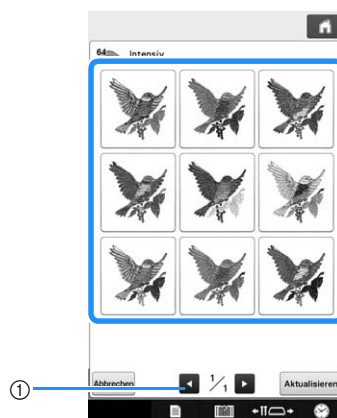 64 Intensiv
Abbrechen 1/1 Aktualisieren
①